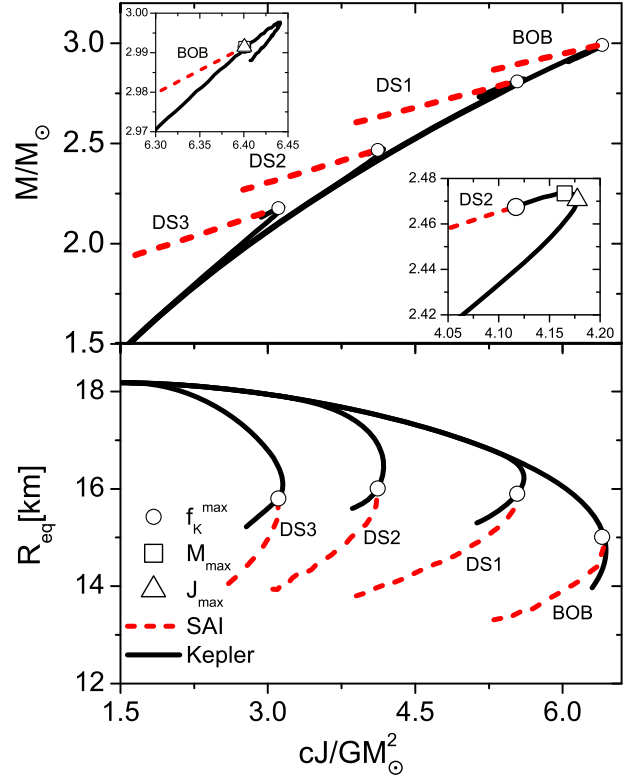 3.00
2.99
2.98
2.97
6.30 6.35 6.40 6.45
BOB
BOB
DS1
DS2
DS3
M/M⊙
3.0
2.5
2.0
1.5
2.48
2.46
2.44
2.42
4.05 4.10 4.15 4.20
DS2
R_eq[km]
18
16
14
12
DS3
DS2
DS1
BOB
f_K^max
M_max
J_max
SAI
Kepler
1.5 3.0 4.5 6.0
cJ/GM⊙^2